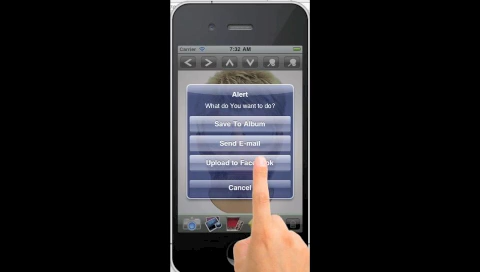 Carrier 7:32 AM
Alert
What do You want to do?
Save To Album
Send E-mail
Upload to Facebook
Cancel